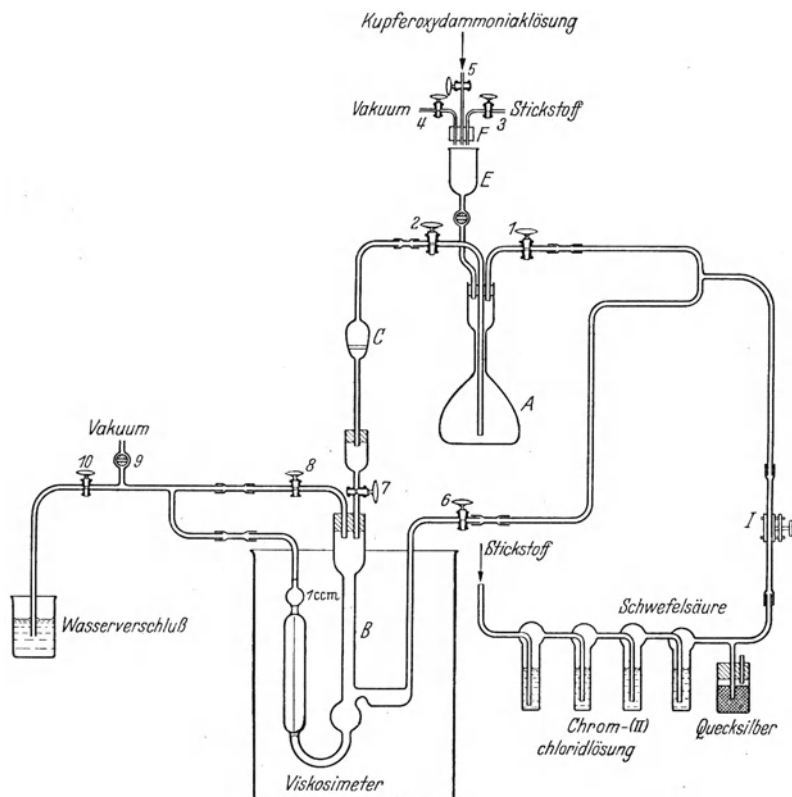 Kupferoxydammoniaklösung
5
Vakuum
Stickstoff
4
F
3
E
2
1
C
A
Vakuum
10
9
8
7
6
I
Stickstoff
1ccm.
Schwefelsäure
Wasserverschluß
B
Chrom-(II)
chloridlösung
Quecksilber
Viskosimeter